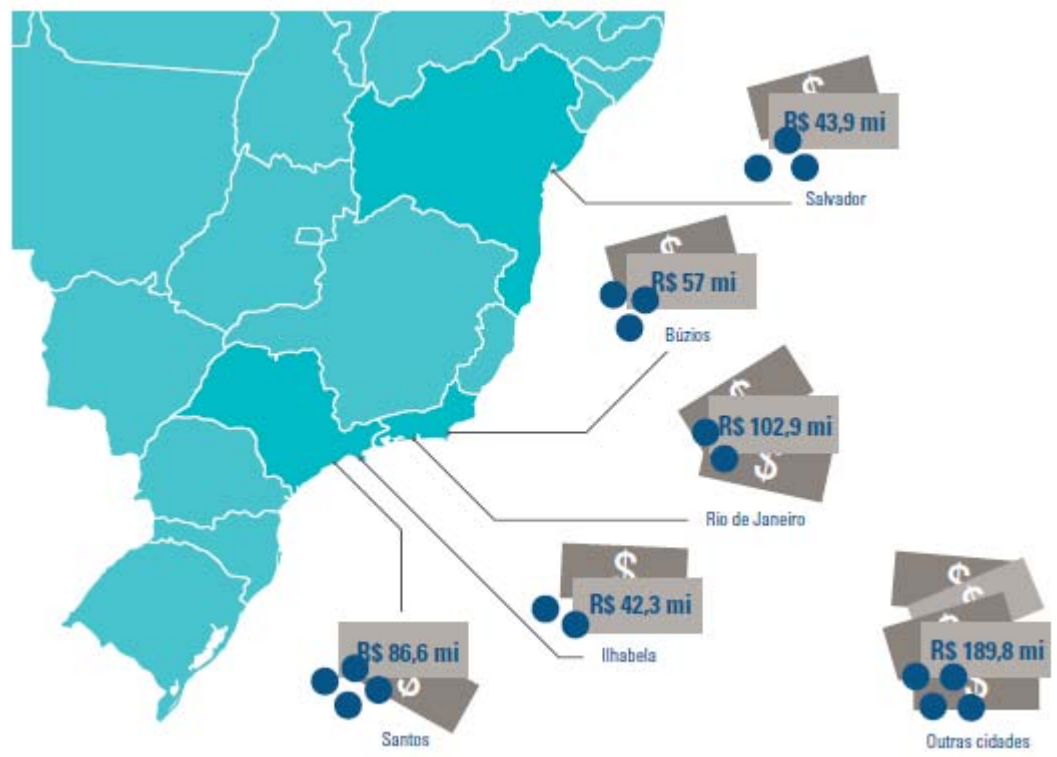 R$ 43,9 mi
Salvador
R$ 57 mi
Búzios
R$ 102,9 mi
Rio de Janeiro
R$ 42,3 mi
Ilhabela
R$ 86,6 mi
Santos
R$ 189,8 mi
Outras cidades